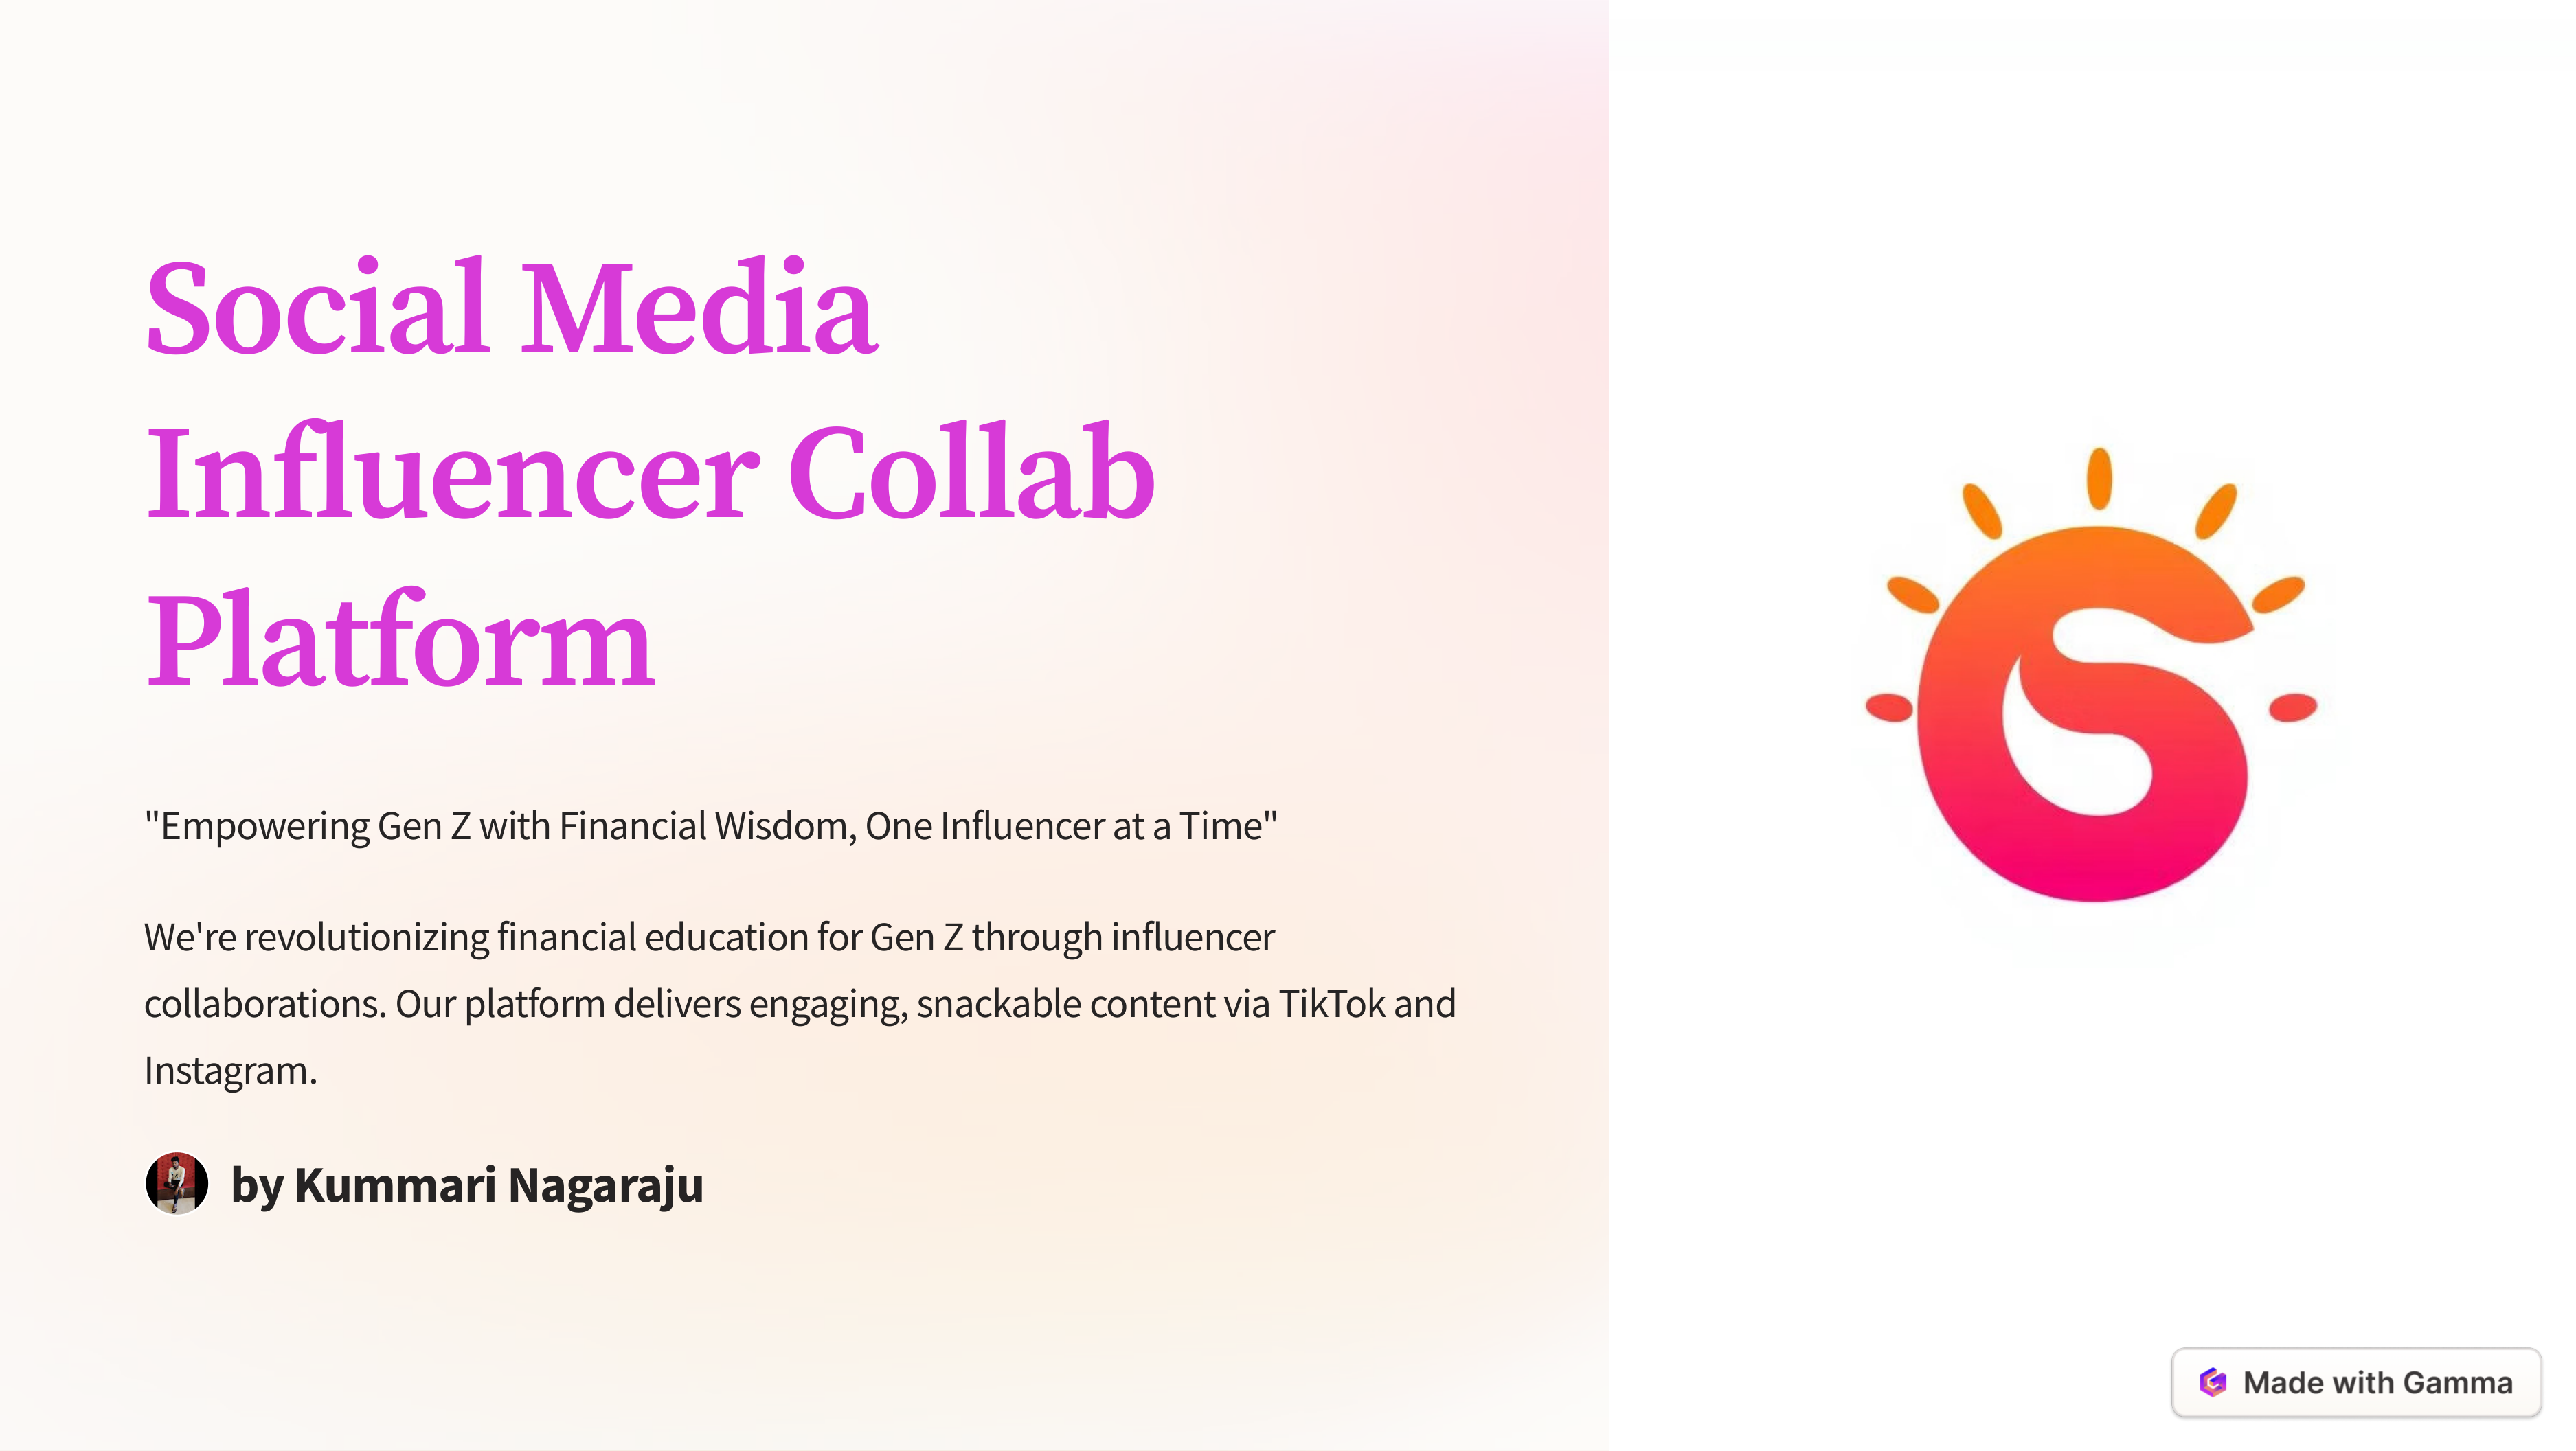 Social Media
Influencer Collab
Platform
"Empowering Gen Z with Financial Wisdom, One Influencer at a Time"
We're revolutionizing financial education for Gen Z through influencer
collaborations. Our platform delivers engaging, snackable content via TikTok and
Instagram.
by Kummari Nagaraju
Made with Gamma